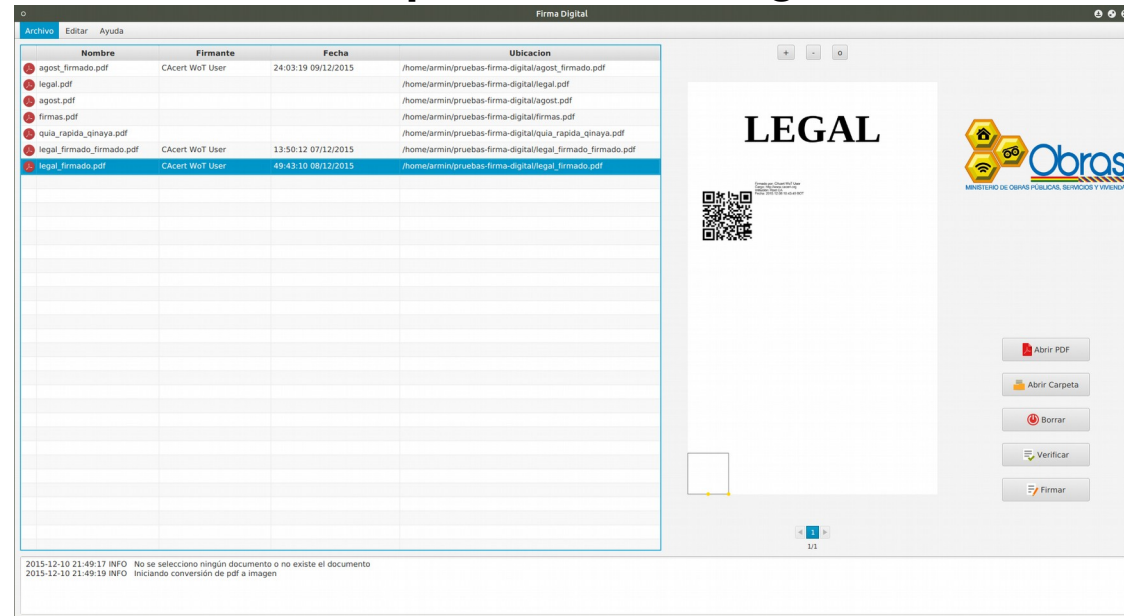 Firma Digital
Archivo Editar Ayuda
Nombre Firmante Fecha Ubicacion
agost_firmado.pdf CAcert WoT User 24:03:19 09/12/2015 /home/armin/pruebas-firma-digital/agost_firmado.pdf
legal.pdf /home/armin/pruebas-firma-digital/legal.pdf
agost.pdf /home/armin/pruebas-firma-digital/agost.pdf
firmas.pdf /home/armin/pruebas-firma-digital/firmas.pdf
quia_rapida_qinaya.pdf /home/armin/pruebas-firma-digital/quia_rapida_qinaya.pdf
legal_firmado_firmado.pdf CAcert WoT User 13:50:12 07/12/2015 /home/armin/pruebas-firma-digital/legal_firmado_firmado.pdf
legal_firmado.pdf CAcert WoT User 49:43:10 08/12/2015 /home/armin/pruebas-firma-digital/legal_firmado.pdf
+ - o
LEGAL
Firmado por: CAcert WoT User
Obras
MINISTERIO DE OBRAS PÚBLICAS, SERVICIOS Y VIVIENDA
Abrir PDF
Abrir Carpeta
Borrar
Verificar
Firmar
1
1/1
2015-12-10 21:49:17 INFO No se selecciono ningún documento o no existe el documento
2015-12-10 21:49:19 INFO Iniciando conversión de pdf a imagen